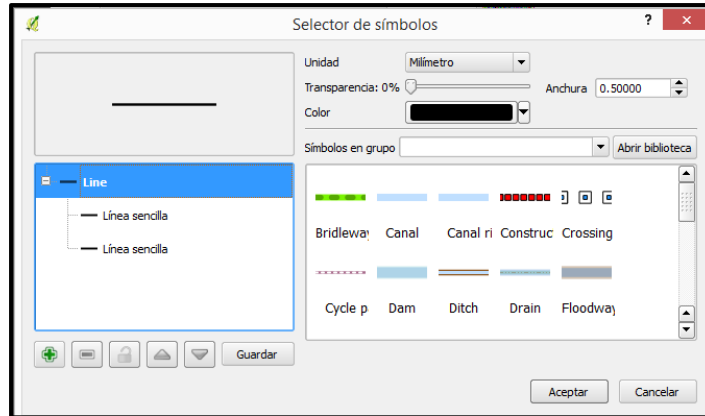 Selector de símbolos
?
×
Unidad
Milímetro
Transparencia: 0%
Anchura
0.50000
Color
Símbolos en grupo
Abrir biblioteca
Line
Línea sencilla
Línea sencilla
Bridleway Canal Canal ri Construc Crossing
Cycle p Dam Ditch Drain Floodway
Guardar
Aceptar
Cancelar